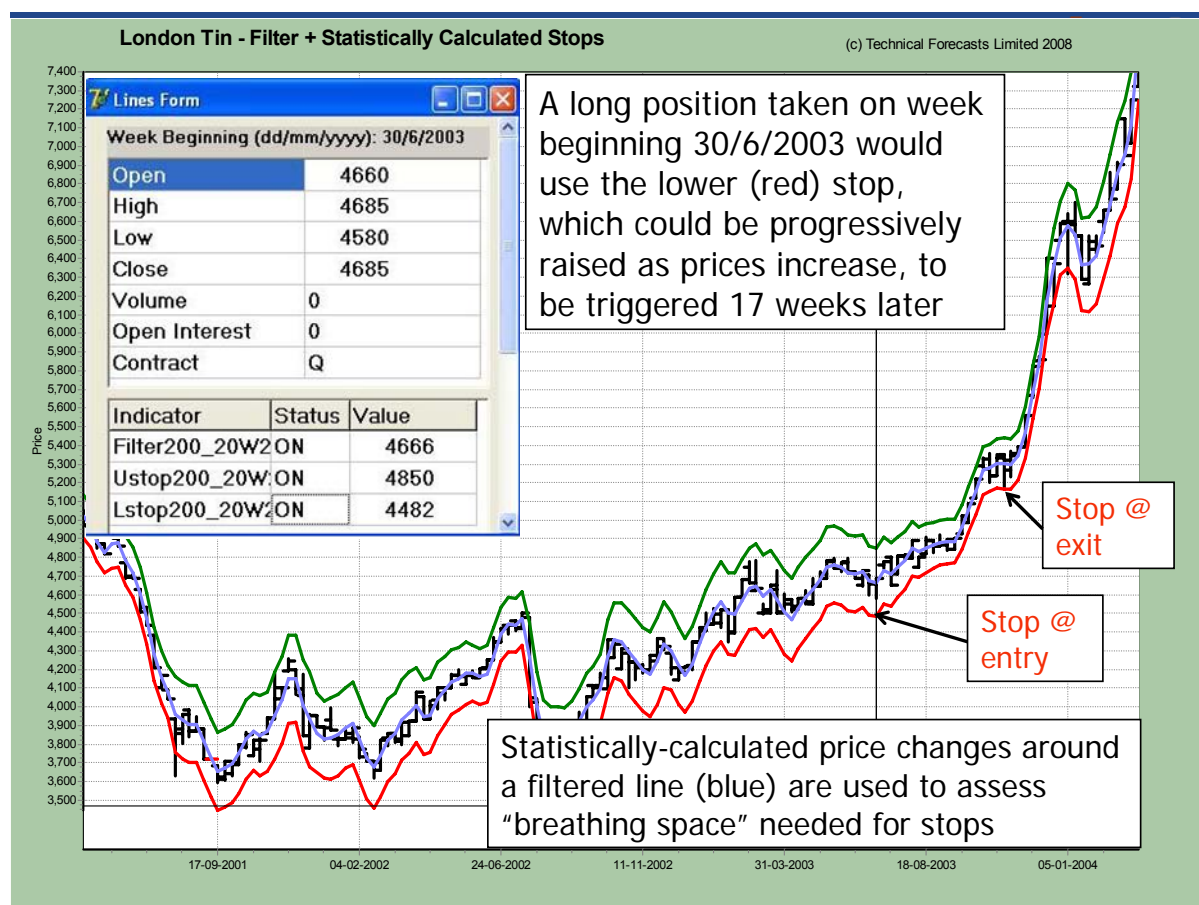 London Tin - Filter + Statistically Calculated Stops
(c) Technical Forecasts Limited 2008
7,400
7,300
7,200
7,100
7,000
6,900
6,800
6,700
6,600
6,500
6,400
6,300
6,200
6,100
6,000
5,900
5,800
5,700
5,600
5,500
5,400
5,300
5,200
5,100
5,000
4,900
4,800
4,700
4,600
4,500
4,400
4,300
4,200
4,100
4,000
3,900
3,800
3,700
3,600
3,500
Price
Lines Form
Week Beginning (dd/mm/yyyy): 30/6/2003
Open 4660
High 4685
Low 4580
Close 4685
Volume 0
Open Interest 0
Contract Q
Indicator Status Value
Filter200_20W2 ON 4666
Ustop200_20W ON 4850
Lstop200_20W2 ON 4482
A long position taken on week
beginning 30/6/2003 would
use the lower (red) stop,
which could be progressively
raised as prices increase, to
be triggered 17 weeks later
Stop @
exit
Stop @
entry
Statistically-calculated price changes around
a filtered line (blue) are used to assess
“breathing space” needed for stops
17-09-2001 04-02-2002 24-06-2002 11-11-2002 31-03-2003 18-08-2003 05-01-2004